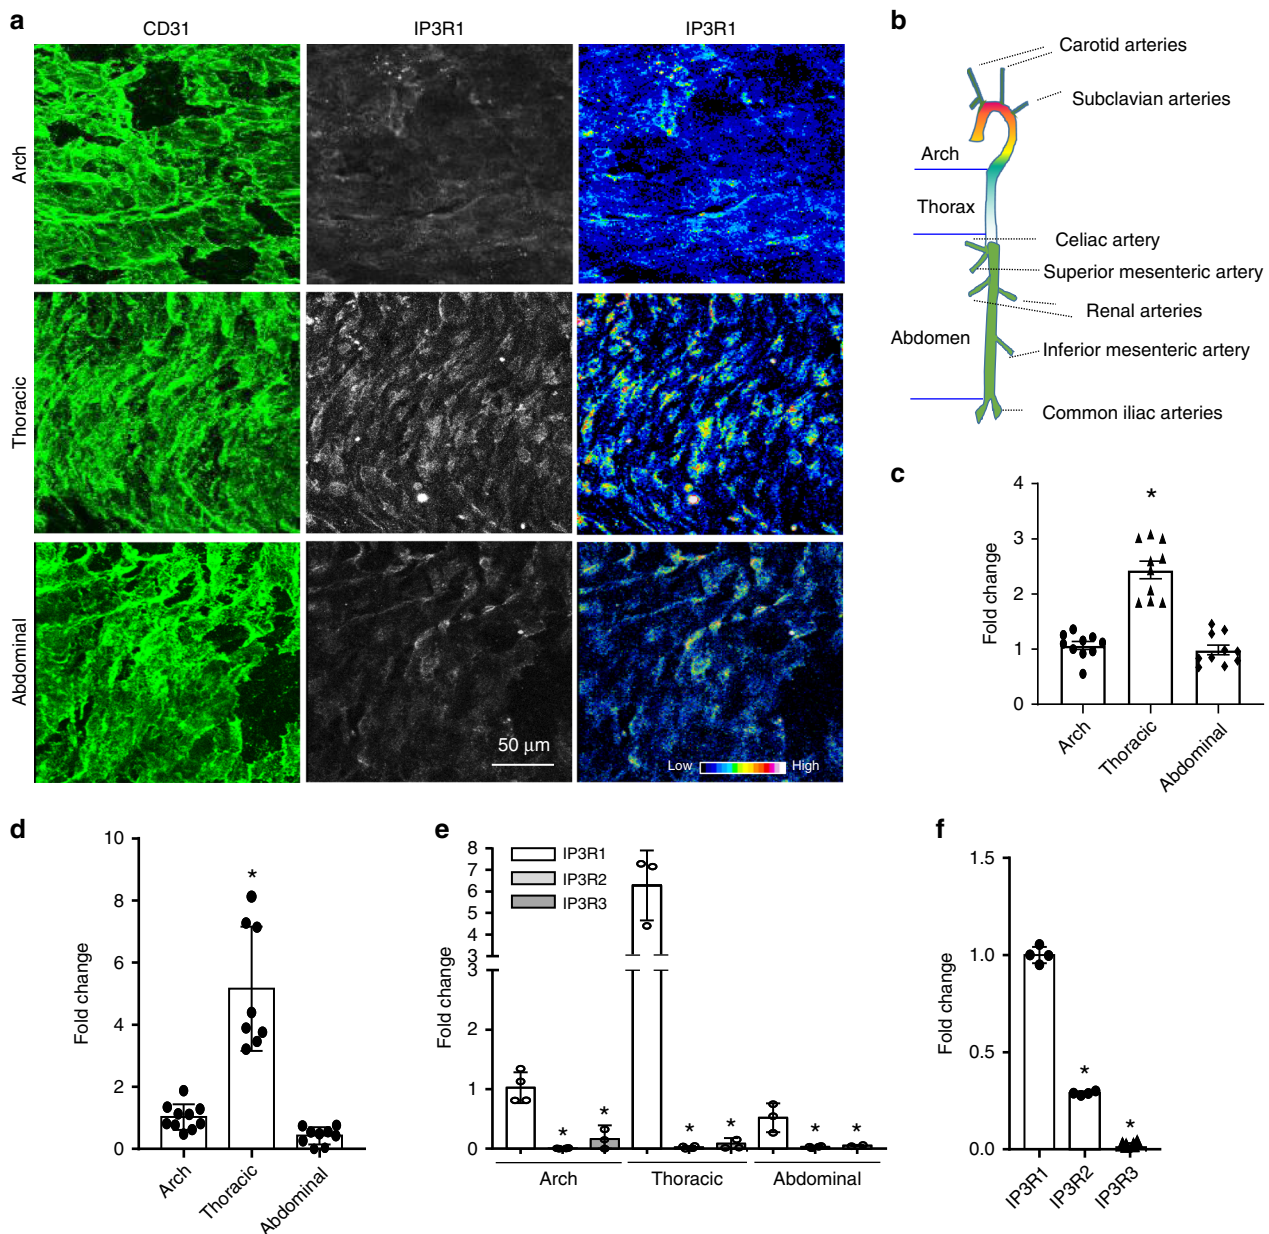 a
CD31
IP3R1
IP3R1
Arch
Thoracic
Abdominal
50 μm
Low
High
b
Carotid arteries
Subclavian arteries
Arch
Thorax
Celiac artery
Superior mesenteric artery
Renal arteries
Abdomen
Inferior mesenteric artery
Common iliac arteries
c
Fold change
4
3
2
1
0
*
Arch
Thoracic
Abdominal
d
Fold change
10
8
6
4
2
0
*
Arch
Thoracic
Abdominal
e
Fold change
8
7
6
5
4
3
3
2
1
0
IP3R1
IP3R2
IP3R3
* *
* *
* *
Arch
Thoracic
Abdominal
f
Fold change
1.5
1.0
0.5
0.0
*
*
IP3R1
IP3R2
IP3R3